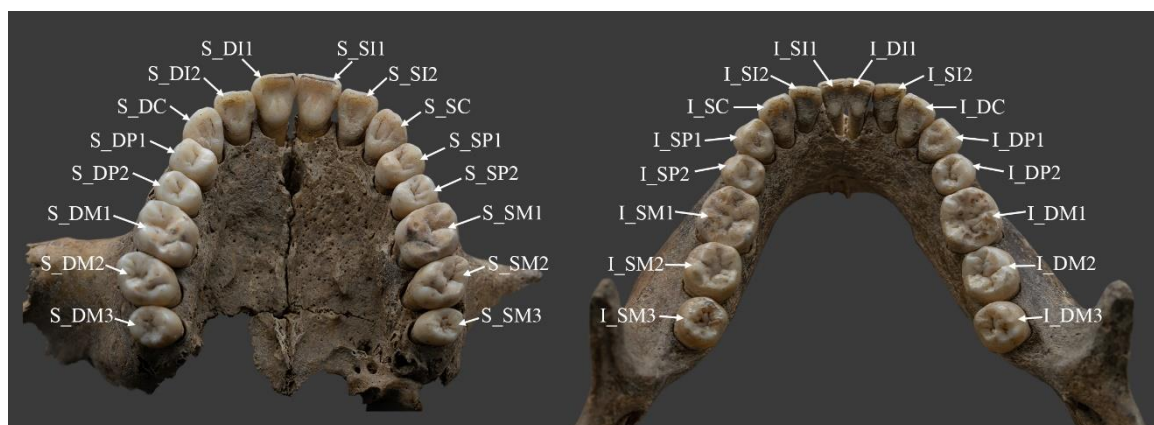 S_DI1
S_SI1
S_DI2
S_SI2
S_DC
S_SC
S_DP1
S_SP1
S_DP2
S_SP2
S_DM1
S_SM1
S_DM2
S_SM2
S_DM3
S_SM3
I_SI1
I_DI1
I_SI2
I_SI2
I_SC
I_DC
I_SP1
I_DP1
I_SP2
I_DP2
I_SM1
I_DM1
I_SM2
I_DM2
I_SM3
I_DM3